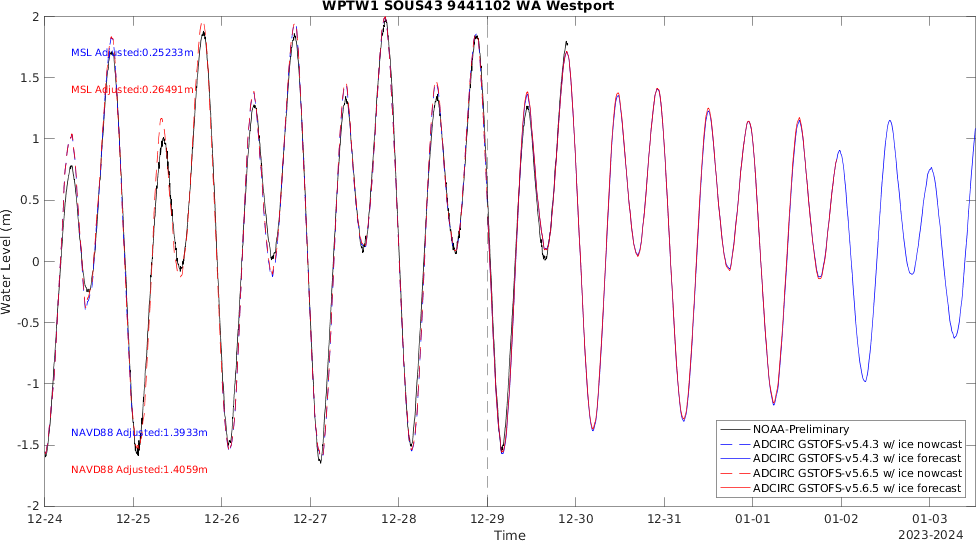 WPTW1 SOUS43 9441102 WA Westport
MSL Adjusted:0.25233m
MSL Adjusted:0.26491m
NAVD88 Adjusted:1.3933m
NAVD88 Adjusted:1.4059m
Water Level (m)
2
1.5
1
0.5
0
-0.5
-1
-1.5
-2
NOAA-Preliminary
ADCIRC GSTOFS-v5.4.3 w/ ice nowcast
ADCIRC GSTOFS-v5.4.3 w/ ice forecast
ADCIRC GSTOFS-v5.6.5 w/ ice nowcast
ADCIRC GSTOFS-v5.6.5 w/ ice forecast
12-24 12-25 12-26 12-27 12-28 12-29 12-30 12-31 01-01 01-02 01-03
Time
2023-2024